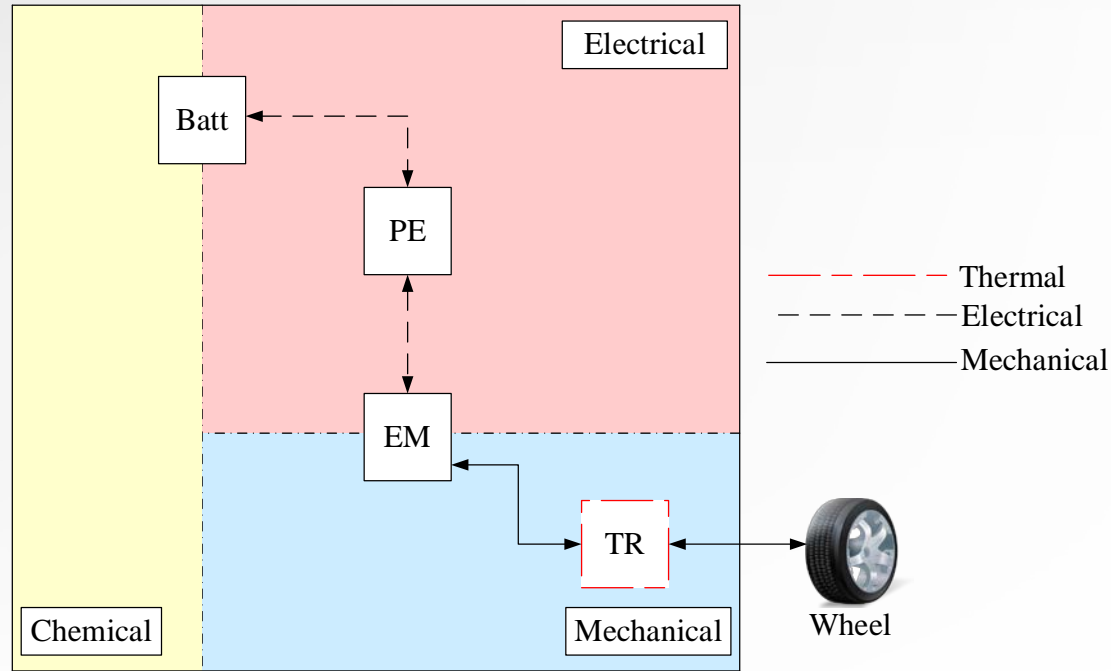 Electrical
Batt
PE
Thermal
Electrical
Mechanical
EM
TR
Chemical
Mechanical
Wheel